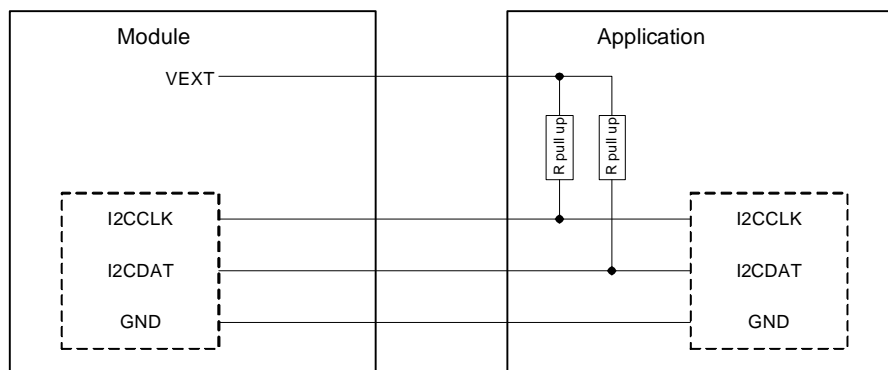 Module
Application
VEXT
R pull up
R pull up
I2CCLK
I2CCLK
I2CDAT
I2CDAT
GND
GND